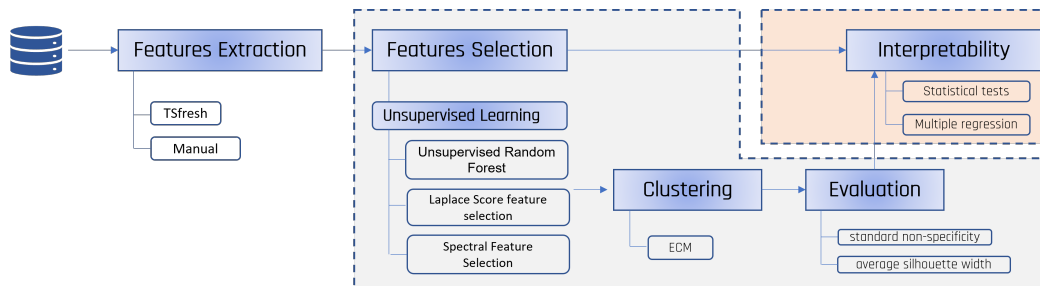 Features Extraction
TSfresh
Manual
Features Selection
Unsupervised Learning
Unsupervised Random
Forest
Laplace Score feature
selection
Spectral Feature
Selection
Clustering
ECM
Evaluation
standard non-specificity
average silhouette width
Interpretability
Statistical tests
Multiple regression